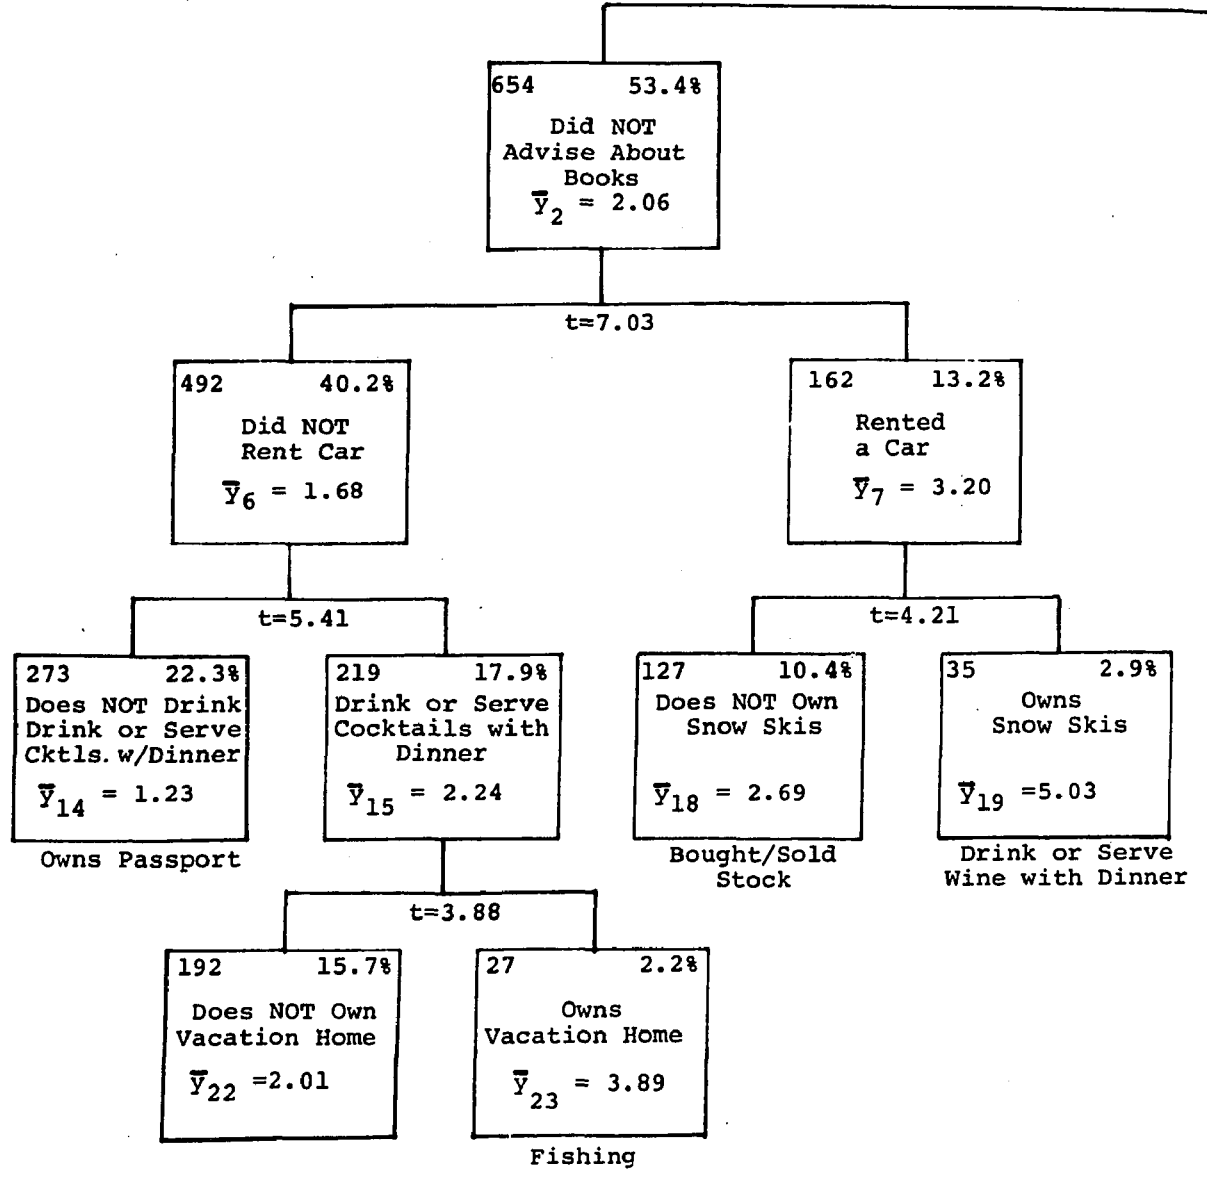 654 53.4%
Did NOT
Advise About
Books
ȳ2 = 2.06
t=7.03
492 40.2%
Did NOT
Rent Car
ȳ6 = 1.68
162 13.2%
Rented
a Car
ȳ7 = 3.20
t=5.41
t=4.21
273 22.3%
Does NOT Drink
Drink or Serve
Cktls. w/Dinner
ȳ14 = 1.23
Owns Passport
219 17.9%
Drink or Serve
Cocktails with
Dinner
ȳ15 = 2.24
127 10.4%
Does NOT Own
Snow Skis
ȳ18 = 2.69
Bought/Sold
Stock
35 2.9%
Owns
Snow Skis
ȳ19 =5.03
Drink or Serve
Wine with Dinner
t=3.88
192 15.7%
Does NOT Own
Vacation Home
ȳ22 =2.01
27 2.2%
Owns
Vacation Home
ȳ23 = 3.89
Fishing